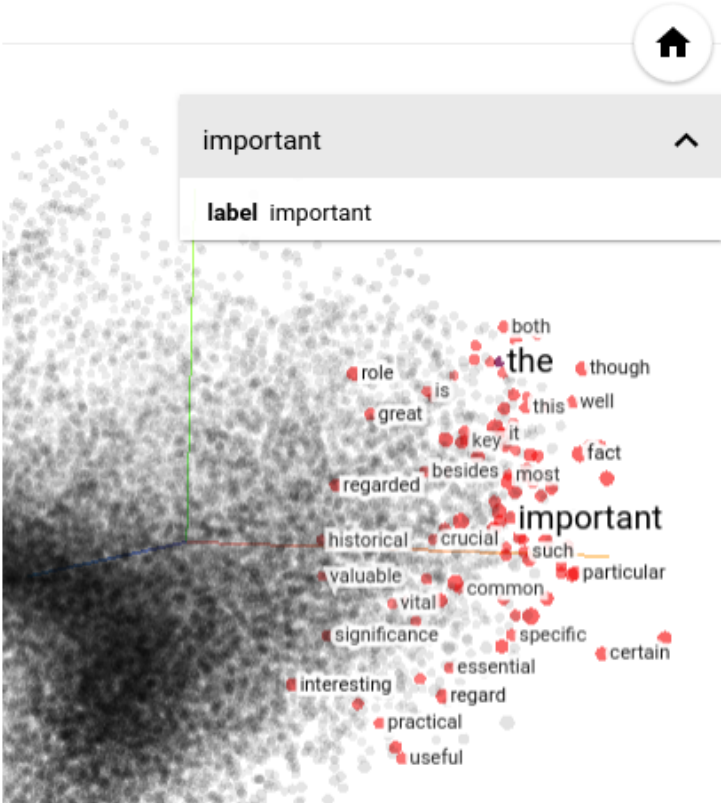 important
label important
both
the
though
role
is
this
well
great
key
it
fact
besides
most
regarded
important
historical
crucial
such
valuable
particular
common
vital
significance
specific
certain
essential
interesting
regard
practical
useful